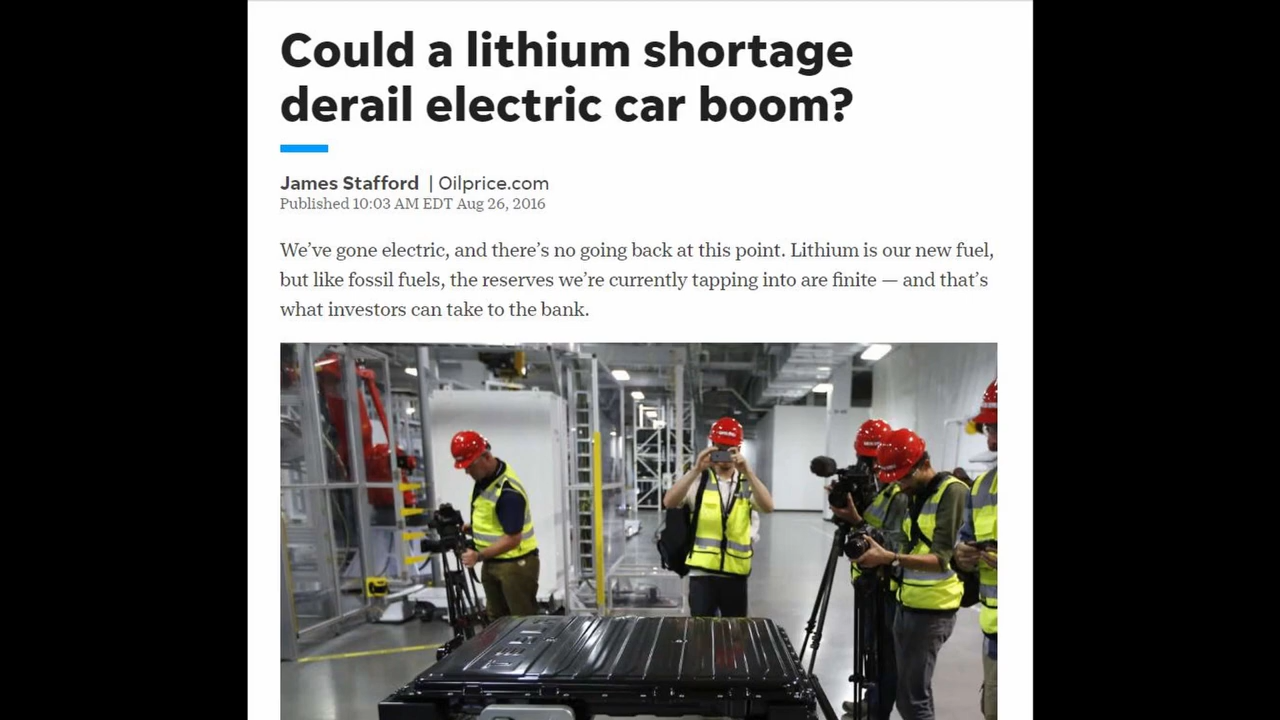 Could a lithium shortage
derail electric car boom?
James Stafford | Oilprice.com
Published 10:03 AM EDT Aug 26, 2016
We’ve gone electric, and there’s no going back at this point. Lithium is our new fuel,
but like fossil fuels, the reserves we’re currently tapping into are finite — and that’s
what investors can take to the bank.